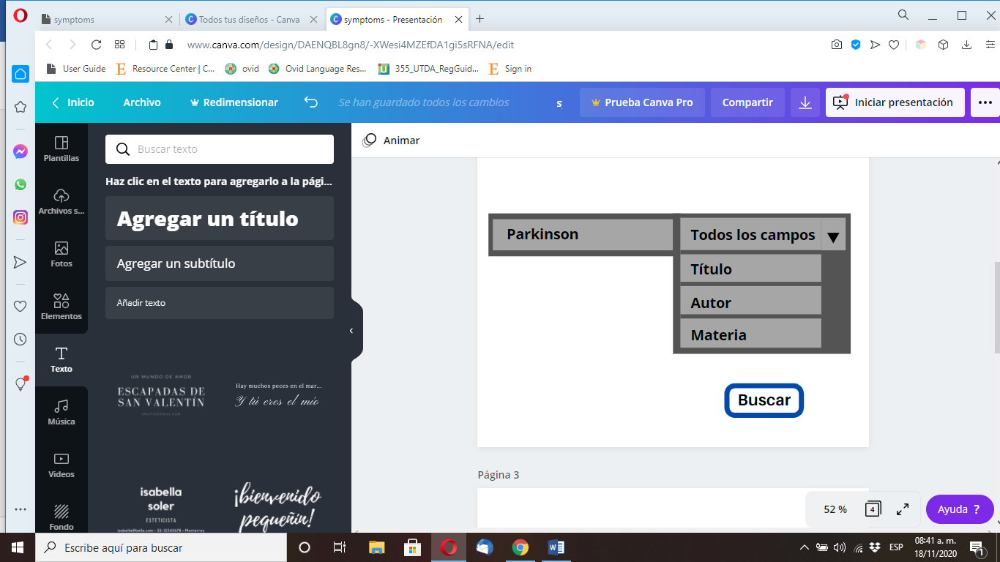 symptoms
Todos tus diseños - Canva
symptoms - Presentación
www.canva.com/design/DAENQBL8gn8/-XWesi4MZEfDA1gi5sRFNA/edit
User Guide
Resource Center | C...
ovid
Ovid Language Res...
355_UTDA_RegGuid...
Sign in
Inicio
Archivo
Redimensionar
Se han guardado todos los cambios
s
Prueba Canva Pro
Compartir
Iniciar presentación
Plantillas
Archivos s...
Fotos
Elementos
Texto
Música
Videos
Fondo
Buscar texto
Haz clic en el texto para agregarlo a la pági...
Agregar un título
Agregar un subtítulo
Añadir texto
UN MUNDO DE AMOR
ESCAPADAS DE
SAN VALENTÍN
Hay muchos peces en el mar...
Y tú eres el mío
isabella
soler
ESTETICISTA
¡bienvenido
pequeñín!
Animar
Parkinson
Todos los campos
Título
Autor
Materia
Buscar
Página 3
52 %
4
Ayuda ?
Escribe aquí para buscar
ESP
08:41 a. m.
18/11/2020
1